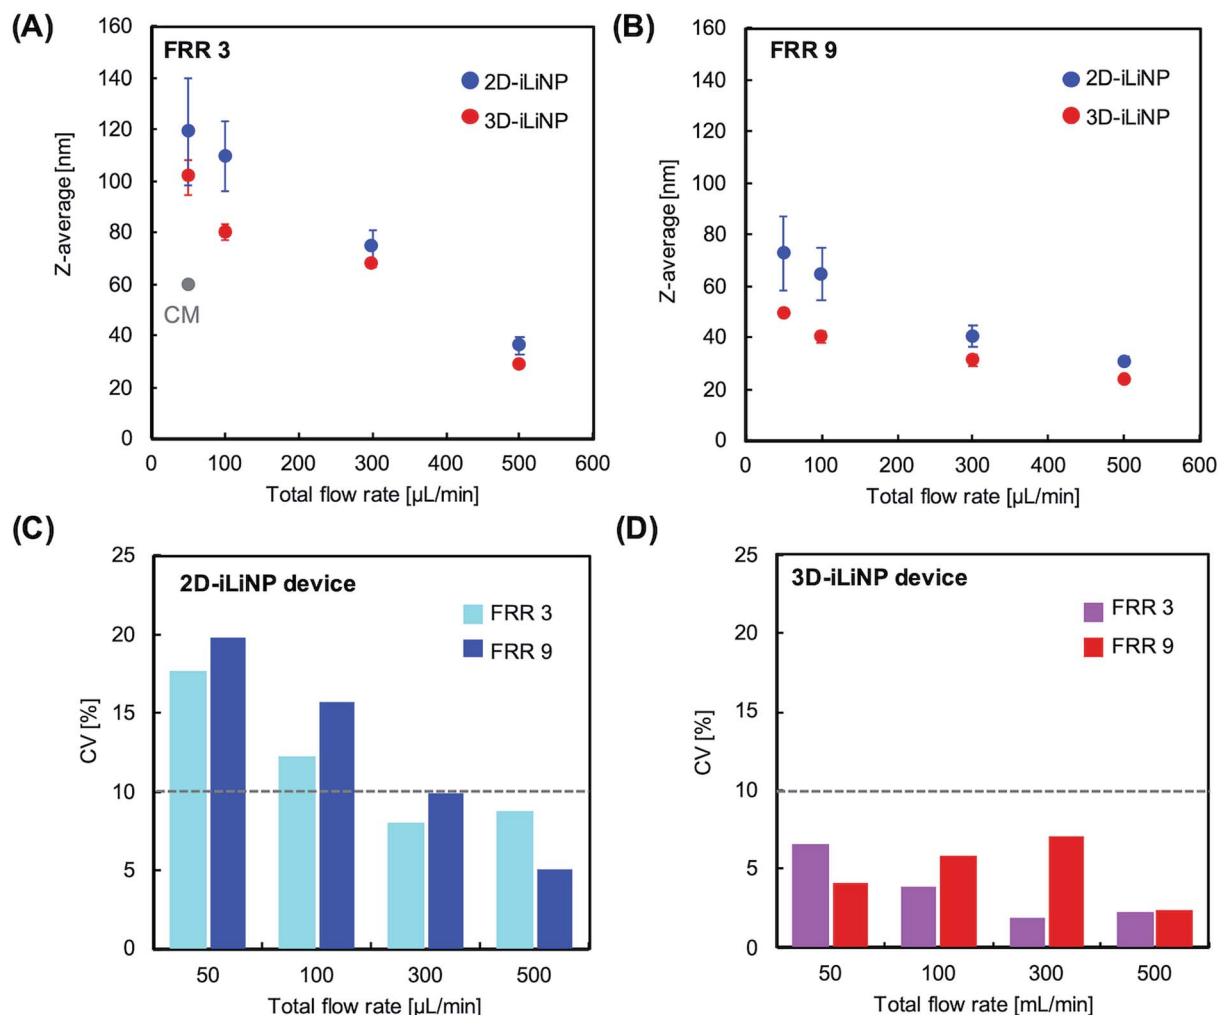 (A)
FRR 3
2D-iLiNP
3D-iLiNP
CM
Z-average [nm]
160
140
120
100
80
60
40
20
0
0 100 200 300 400 500 600
Total flow rate [µL/min]
(B)
FRR 9
2D-iLiNP
3D-iLiNP
Z-average [nm]
160
140
120
100
80
60
40
20
0
0 100 200 300 400 500 600
Total flow rate [µL/min]
(C)
2D-iLiNP device
FRR 3
FRR 9
CV [%]
25
20
15
10
5
0
50 100 300 500
Total flow rate [µL/min]
(D)
3D-iLiNP device
FRR 3
FRR 9
CV [%]
25
20
15
10
5
0
50 100 300 500
Total flow rate [mL/min]